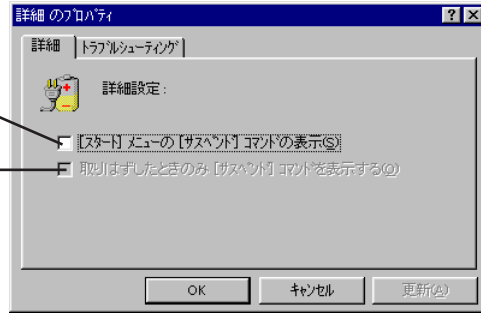 詳細 のﾌﾟﾛﾊﾟﾃｨ
詳細 ﾄﾗﾌﾞﾙｼｭｰﾃｨﾝｸﾞ
詳細設定:
[ｽﾀｰﾄ] ﾒﾆｭｰの [ｻｽﾍﾟﾝﾄﾞ] ｺﾏﾝﾄﾞの表示(S)
取りはずしたときのみ [ｻｽﾍﾟﾝﾄﾞ] ｺﾏﾝﾄﾞを表示する(O)
OK ｷｬﾝｾﾙ 更新(A)